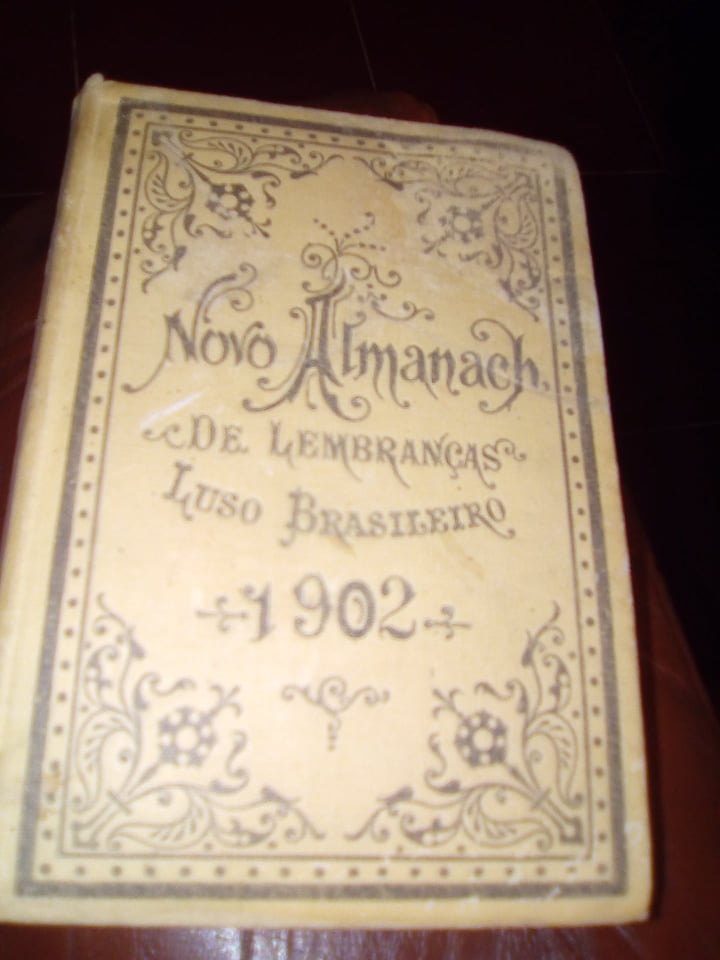 Novo Almanach
DE LEMBRANÇAS
LUSO BRASILEIRO
1902